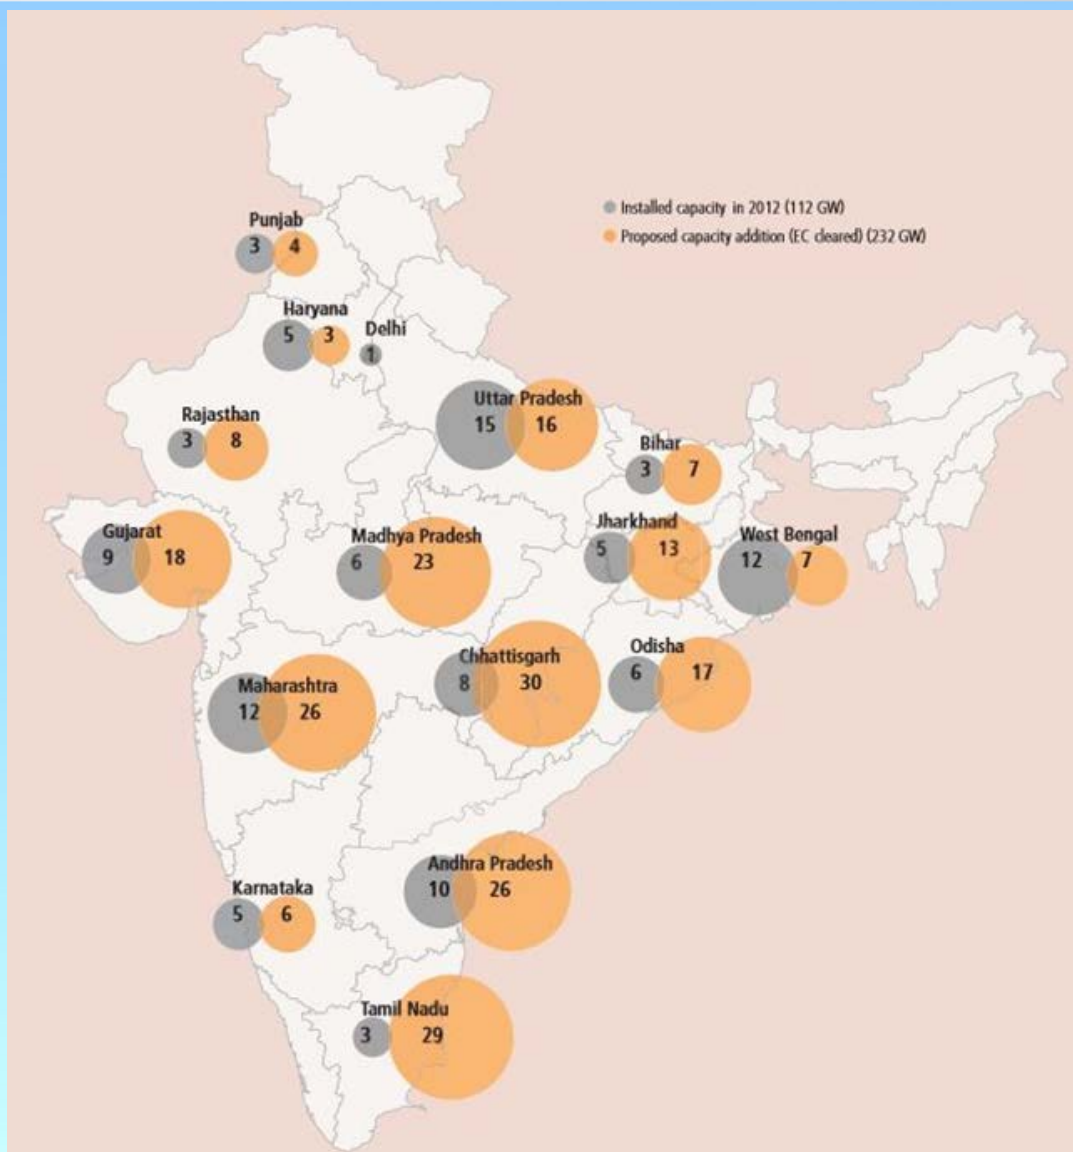 Installed capacity in 2012 (112 GW)
Proposed capacity addition (EC cleared) (232 GW)
Punjab
3 4
Haryana
5 3
Delhi
1
Uttar Pradesh
15 16
Rajasthan
3 8
Bihar
3 7
Gujarat
9 18
Madhya Pradesh
6 23
Jharkhand
5 13
West Bengal
12 7
Chhattisgarh
8 30
Odisha
6 17
Maharashtra
12 26
Andhra Pradesh
10 26
Karnataka
5 6
Tamil Nadu
3 29